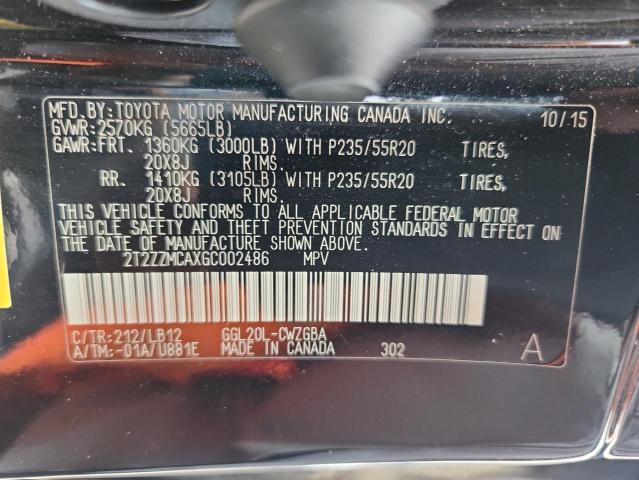 MFD.BY:TOYOTA MOTOR MANUFACTURING CANADA INC. 10/15
GVWR:2570KG (5665LB)
GAWR:FRT. 1360KG (3000LB) WITH P235/55R20 TIRES,
20X8J RIMS.
RR. 1410KG (3105LB) WITH P235/55R20 TIRES,
20X8J RIMS.
THIS VEHICLE CONFORMS TO ALL APPLICABLE FEDERAL MOTOR
VEHICLE SAFETY AND THEFT PREVENTION STANDARDS IN EFFECT ON
THE DATE OF MANUFACTURE SHOWN ABOVE.
2T2ZZMCAXGC002486 MPV
C/TR:212/LB12 GGL20L-CWZGBA
A/TM:-01A/U881E MADE IN CANADA 302 A